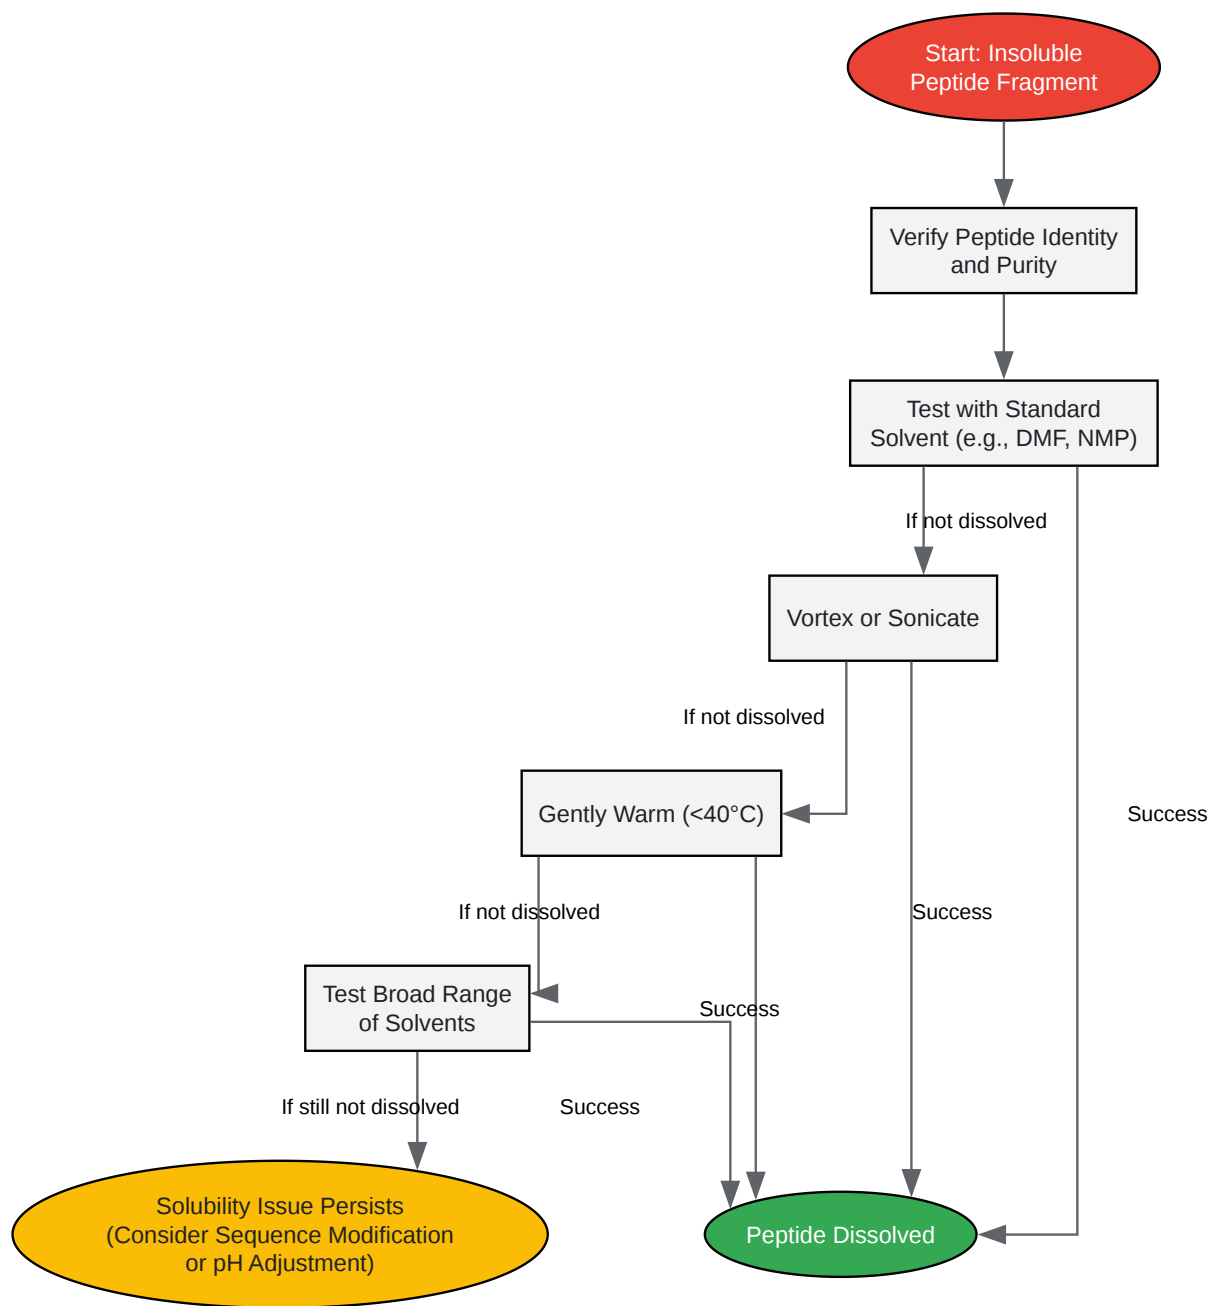 Start: Insoluble
Peptide Fragment
Verify Peptide Identity
and Purity
Test with Standard
Solvent (e.g., DMF, NMP)
If not dissolved
Vortex or Sonicate
If not dissolved
Gently Warm (<40°C)
Success
If not dissolved
Success
Test Broad Range
of Solvents
Success
If still not dissolved
Success
Solubility Issue Persists
(Consider Sequence Modification
or pH Adjustment)
Peptide Dissolved